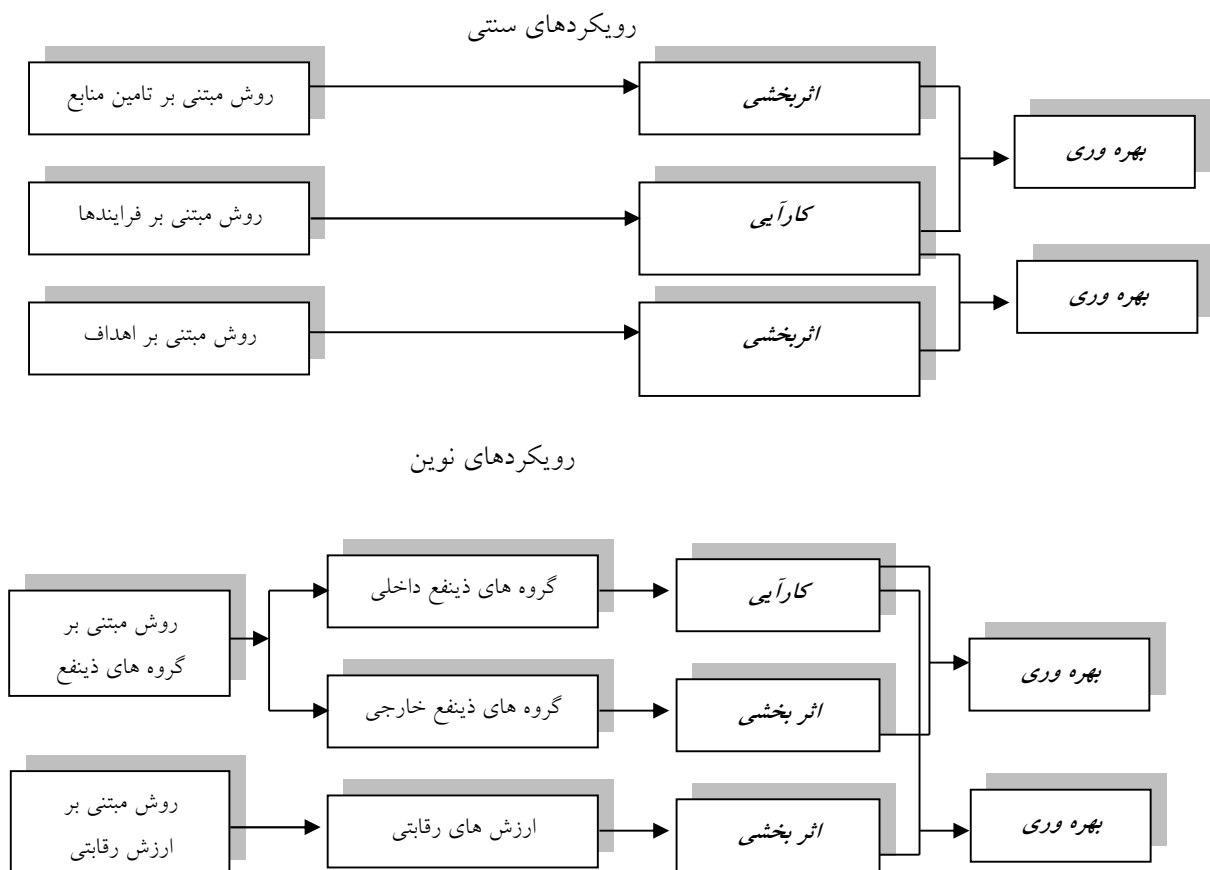 رویکردهای سنتی
روش مبتنی بر تامین منابع
اثربخشی
بهره وری
روش مبتنی بر فرایندها
کارآیی
بهره وری
روش مبتنی بر اهداف
اثربخشی
رویکردهای نوین
روش مبتنی بر
گروه های ذینفع
گروه های ذینفع داخلی
کارآیی
بهره وری
گروه های ذینفع خارجی
اثر بخشی
روش مبتنی بر
ارزش رقابتی
ارزش های رقابتی
اثر بخشی
بهره وری